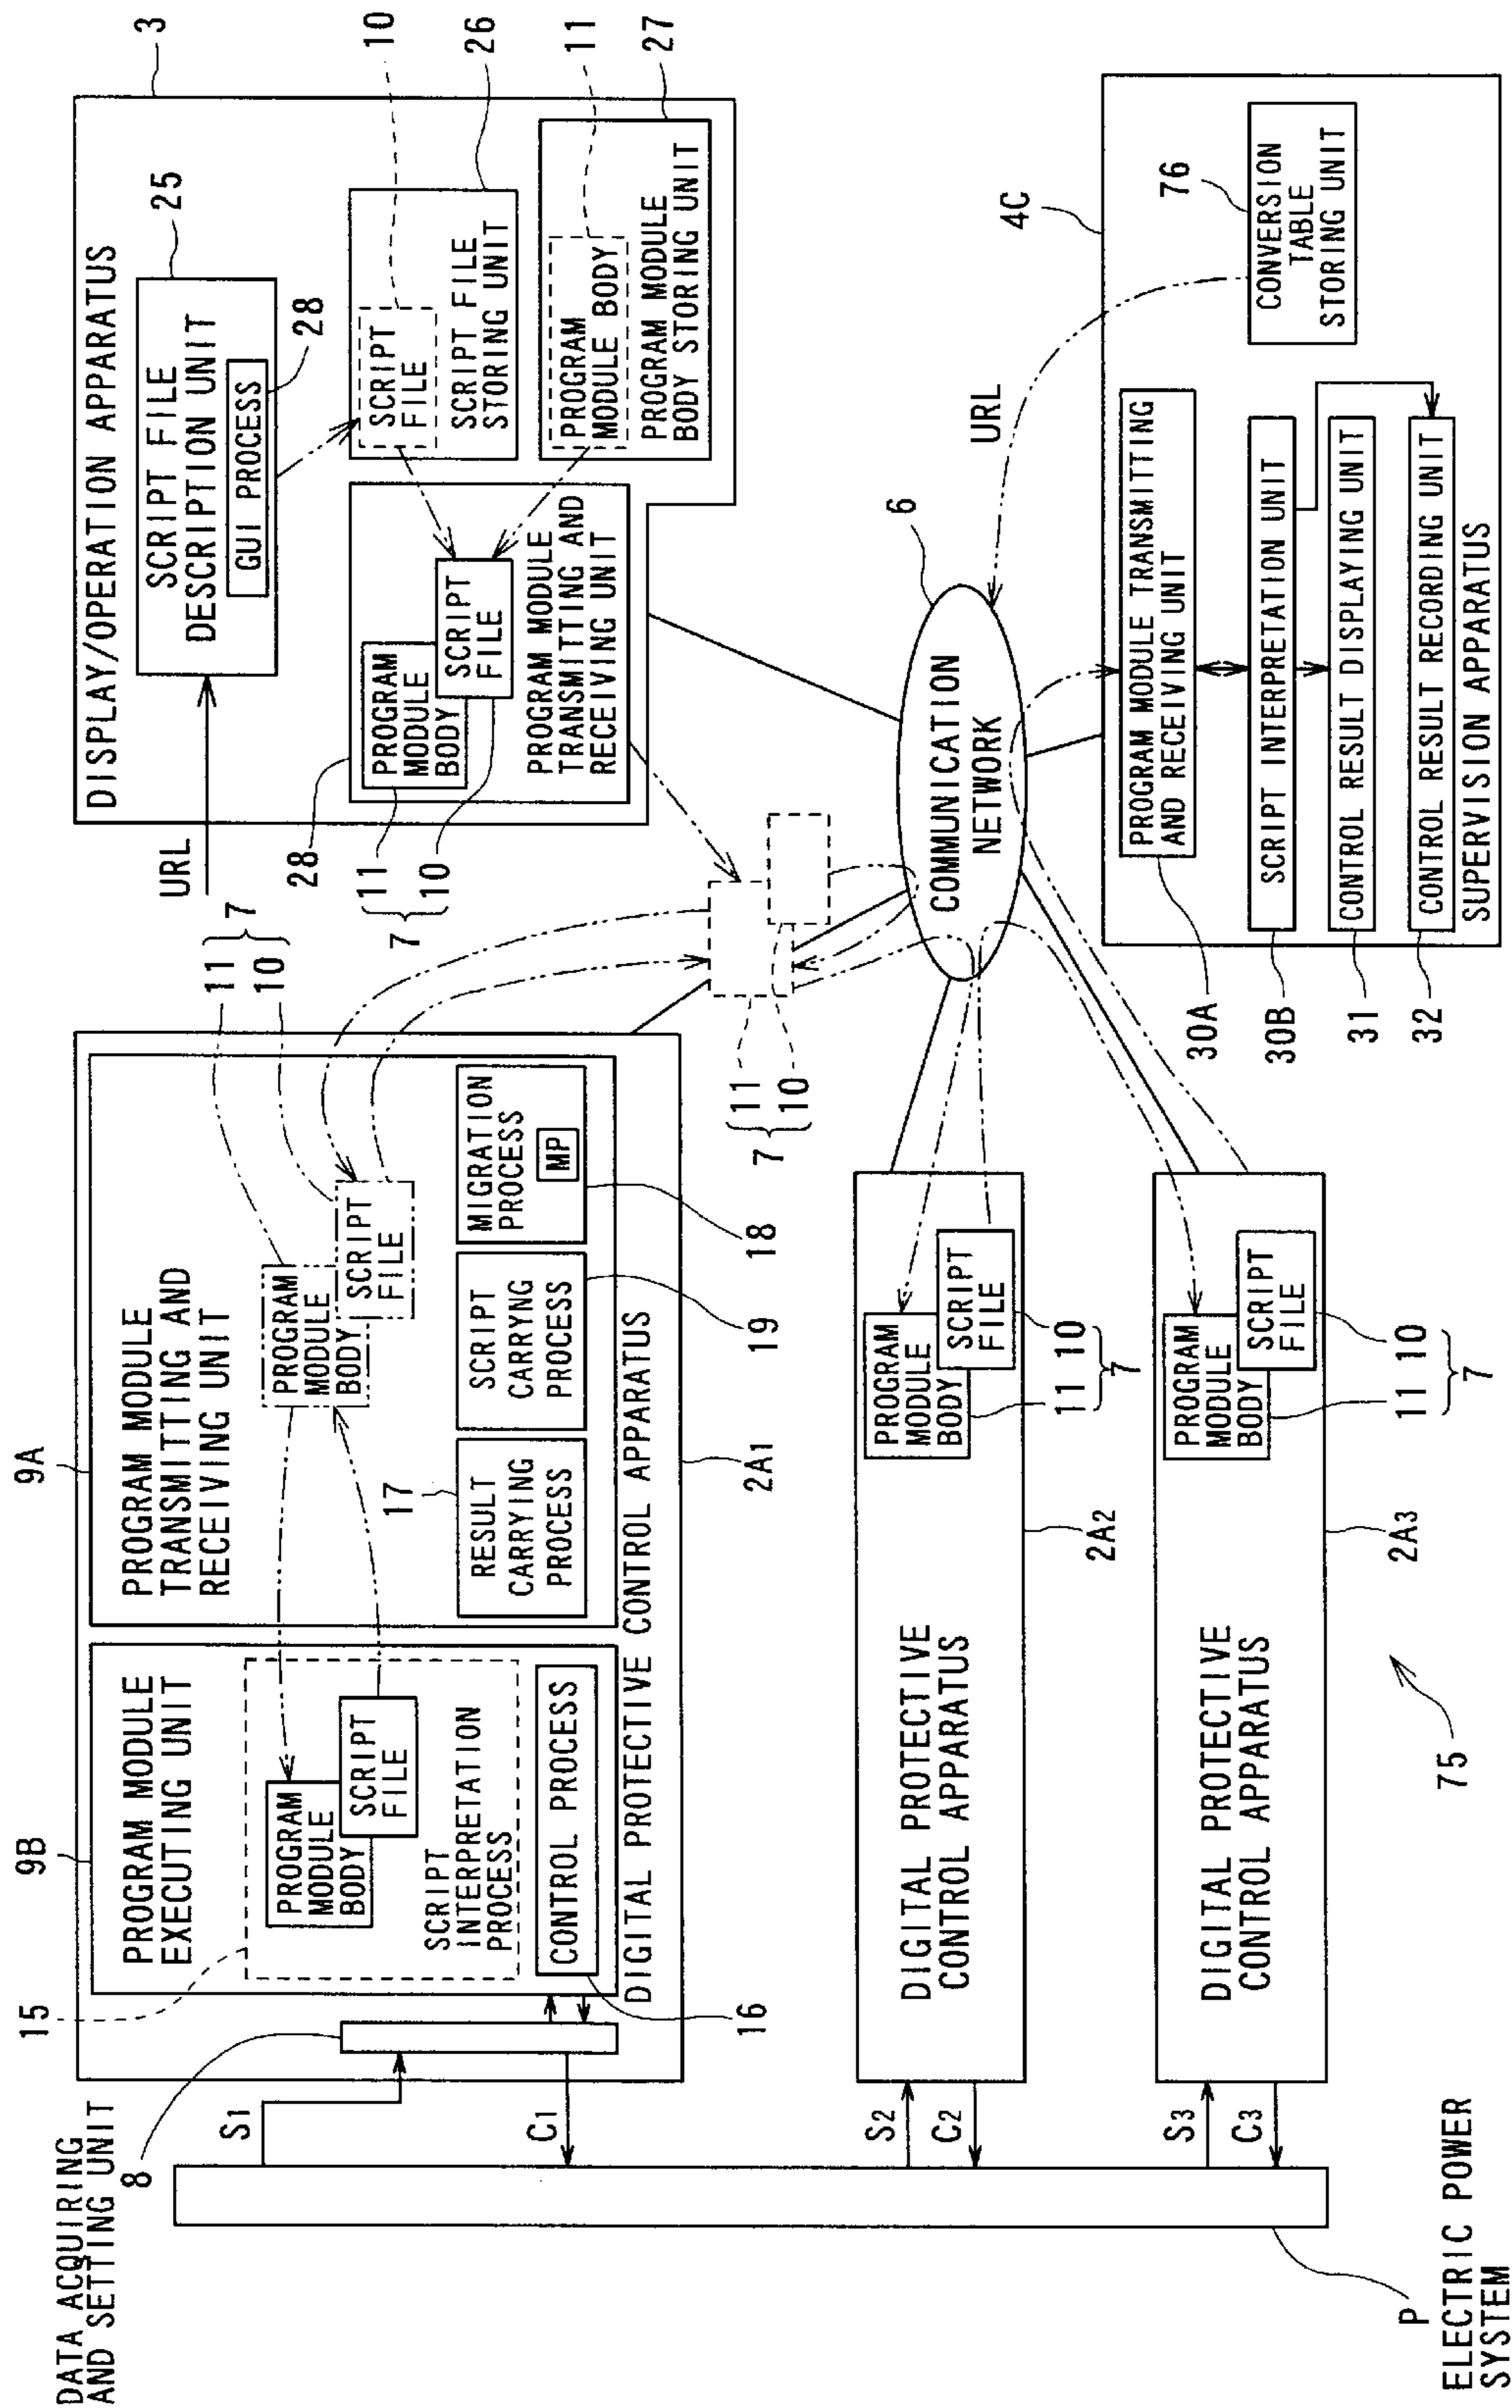 DATA ACQUIRING
AND SETTING UNIT
8
15
9B
9A
PROGRAM MODULE
EXECUTING UNIT
PROGRAM
MODULE
BODY
SCRIPT
FILE
SCRIPT
INTERPRETATION
PROCESS
CONTROL PROCESS
16
PROGRAM MODULE
TRANSMITTING AND
RECEIVING UNIT
PROGRAM
MODULE
BODY
SCRIPT
FILE
11
10
7
17
RESULT
CARRYING
PROCESS
SCRIPT
CARRYNG
PROCESS
19
MIGRATION
PROCESS
MP
18
DIGITAL PROTECTIVE CONTROL APPARATUS
2A1
S1
C1
URL
DISPLAY/OPERATION APPARATUS
3
SCRIPT FILE
DESCRIPTION UNIT
GUI PROCESS
25
28
SCRIPT
FILE
SCRIPT FILE
STORING UNIT
10
26
PROGRAM
MODULE BODY
PROGRAM MODULE
BODY STORING UNIT
11
27
28
PROGRAM
MODULE
BODY
SCRIPT
FILE
PROGRAM MODULE
TRANSMITTING AND
RECEIVING UNIT
11
10
7
11
10
7
COMMUNICATION
NETWORK
6
URL
S2
C2
DIGITAL PROTECTIVE
CONTROL APPARATUS
2A2
PROGRAM
MODULE
BODY
SCRIPT
FILE
11
10
7
S3
C3
DIGITAL PROTECTIVE
CONTROL APPARATUS
2A3
PROGRAM
MODULE
BODY
SCRIPT
FILE
11
10
7
4C
PROGRAM MODULE TRANSMITTING
AND RECEIVING UNIT
30A
SCRIPT INTERPRETATION UNIT
30B
CONTROL RESULT DISPLAYING UNIT
31
CONTROL RESULT RECORDING UNIT
32
SUPERVISION APPARATUS
CONVERSION
TABLE
STORING UNIT
76
75
P
ELECTRIC POWER
SYSTEM